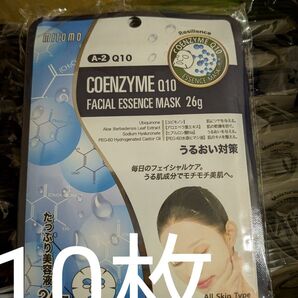 mitomo
Resilience
COENZYME Q10
ESSENCE MASK
A-2 Q10
COENZYME Q10
FACIAL ESSENCE MASK 26g
Ubiquinone
Aloe Barbadensis Leaf Extract
Sodium Hyaluronate
PEG-60 Hydrogenated Castor Oil
うるおい対策
毎日のフェイシャルケア。
うる肌成分でモチモチ美肌へ。
たっぷり美容液
10枚
All Skin Type